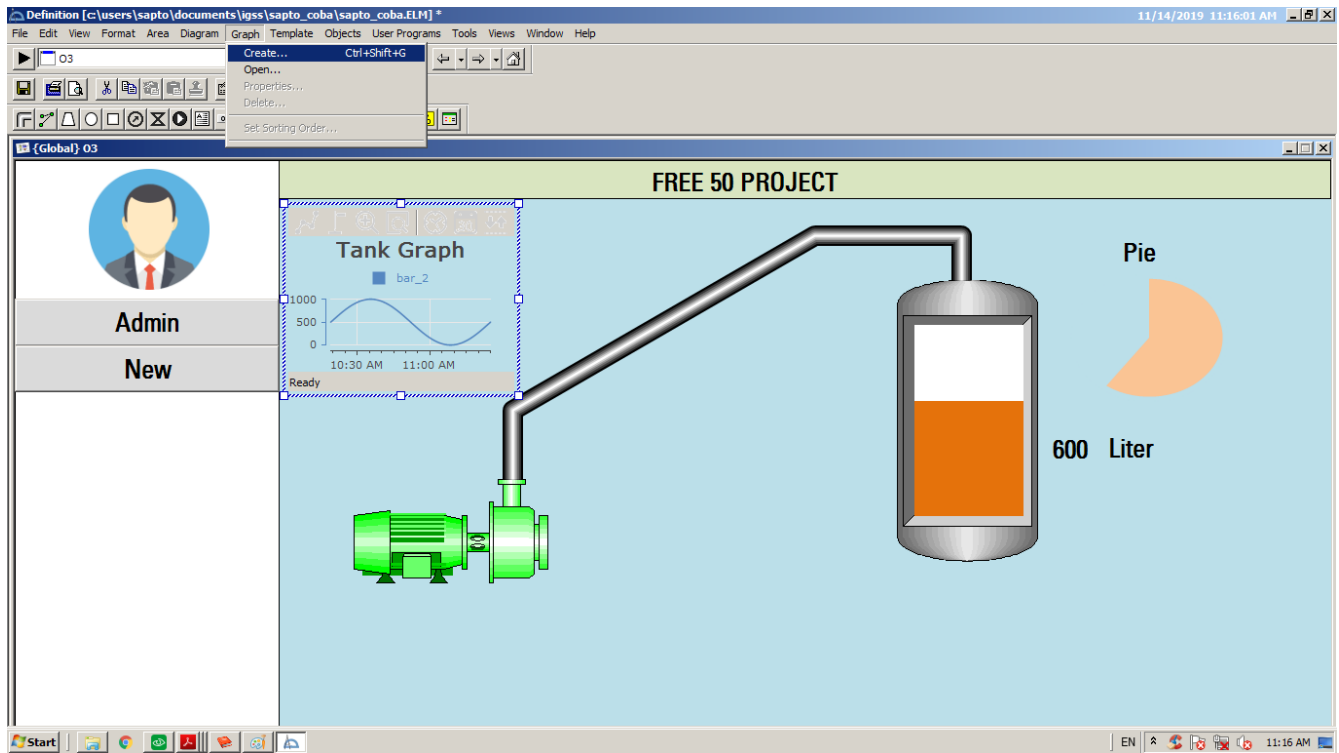 Definition [c:\users\sapto\documents\igss\sapto_coba\sapto_coba.ELM] *
11/14/2019 11:16:01 AM
File Edit View Format Area Diagram Graph Template Objects User Programs Tools Views Window Help
O3
Create... Ctrl+Shift+G
Open...
Properties...
Delete...
Set Sorting Order...
{Global} O3
FREE 50 PROJECT
Admin
New
Tank Graph
bar_2
1000
500
0
10:30 AM 11:00 AM
Ready
Pie
600 Liter
Start
EN
11:16 AM